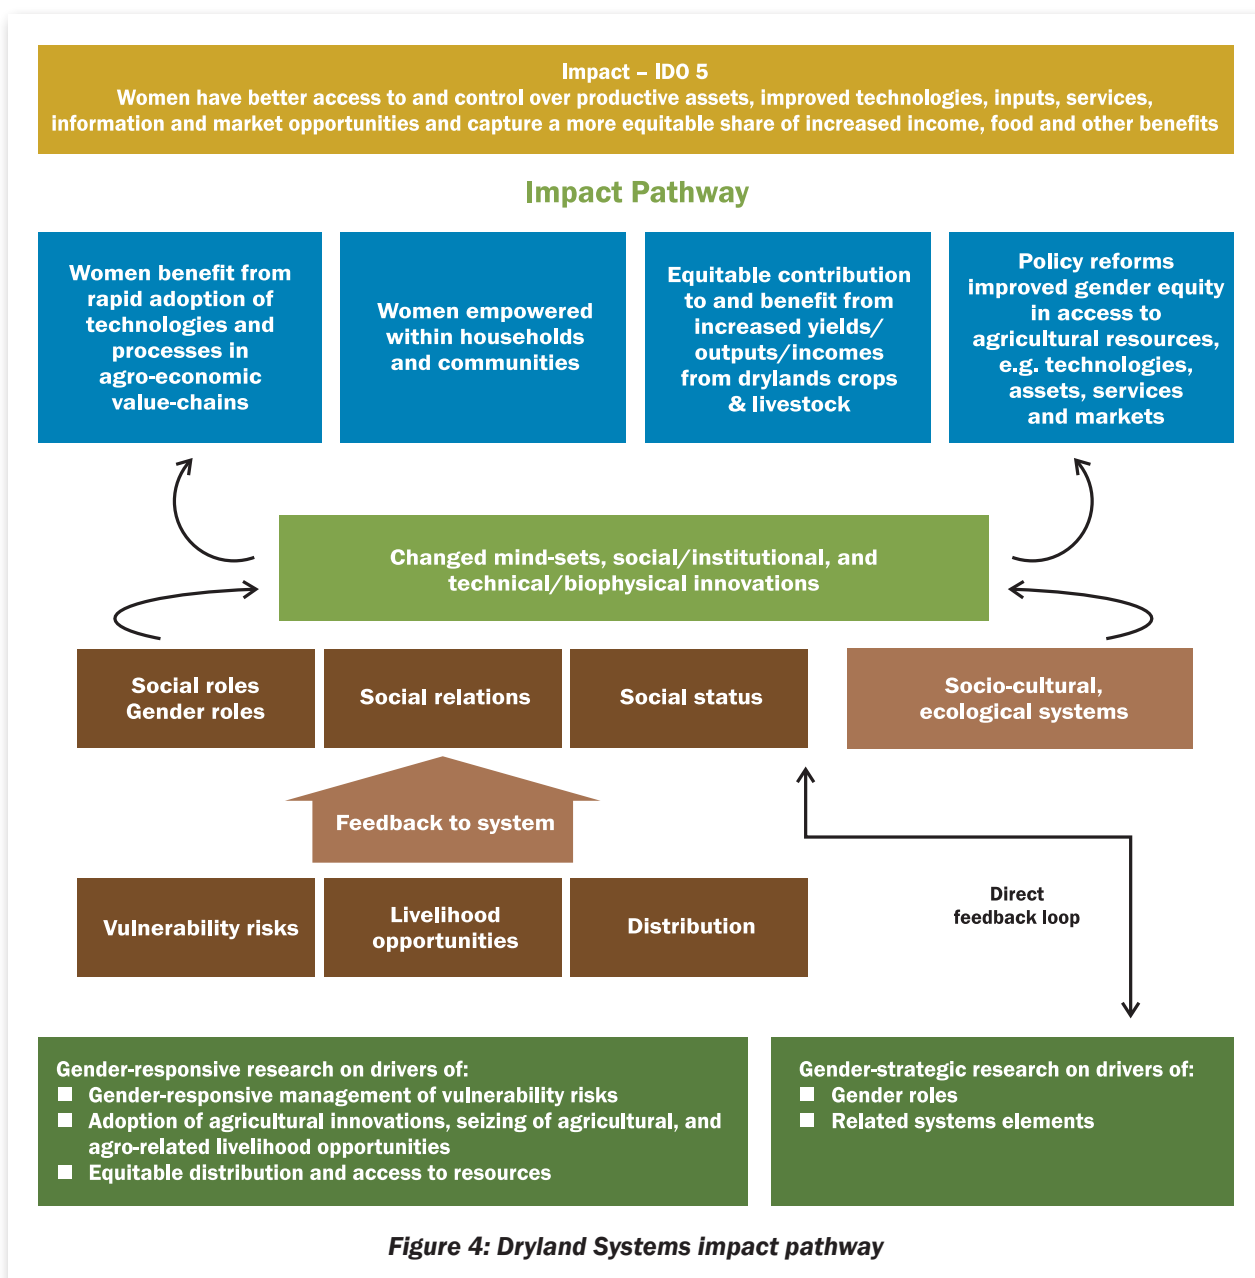 Impact – IDO 5
Women have better access to and control over productive assets, improved technologies, inputs, services,
information and market opportunities and capture a more equitable share of increased income, food and other benefits
Impact Pathway
Women benefit from
rapid adoption of
technologies and
processes in
agro-economic
value-chains
Women empowered
within households
and communities
Equitable contribution
to and benefit from
increased yields/
outputs/incomes
from drylands crops
& livestock
Policy reforms
improved gender equity
in access to
agricultural resources,
e.g. technologies,
assets, services
and markets
Changed mind-sets, social/institutional, and
technical/biophysical innovations
Social roles
Gender roles
Social relations
Social status
Socio-cultural,
ecological systems
Feedback to system
Vulnerability risks
Livelihood
opportunities
Distribution
Direct
feedback loop
Gender-responsive research on drivers of:
Gender-responsive management of vulnerability risks
Adoption of agricultural innovations, seizing of agricultural, and
agro-related livelihood opportunities
Equitable distribution and access to resources
Gender-strategic research on drivers of:
Gender roles
Related systems elements
Figure 4: Dryland Systems impact pathway